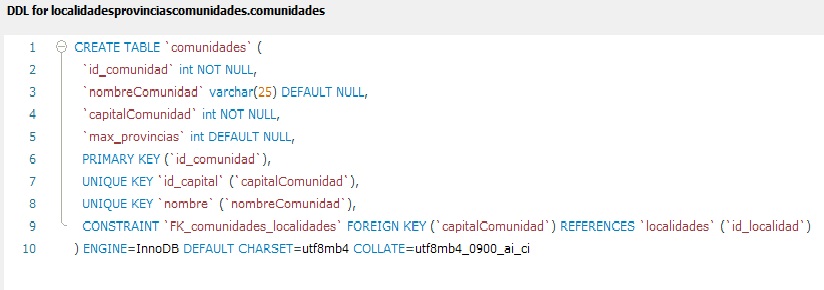 DDL for localidadesprovinciascomunidades.comunidades
1 CREATE TABLE `comunidades` (
2 `id_comunidad` int NOT NULL,
3 `nombreComunidad` varchar(25) DEFAULT NULL,
4 `capitalComunidad` int NOT NULL,
5 `max_provincias` int DEFAULT NULL,
6 PRIMARY KEY (`id_comunidad`),
7 UNIQUE KEY `id_capital` (`capitalComunidad`),
8 UNIQUE KEY `nombre` (`nombreComunidad`),
9 CONSTRAINT `FK_comunidades_localidades` FOREIGN KEY (`capitalComunidad`) REFERENCES `localidades` (`id_localidad`)
10 ) ENGINE=InnoDB DEFAULT CHARSET=utf8mb4 COLLATE=utf8mb4_0900_ai_ci